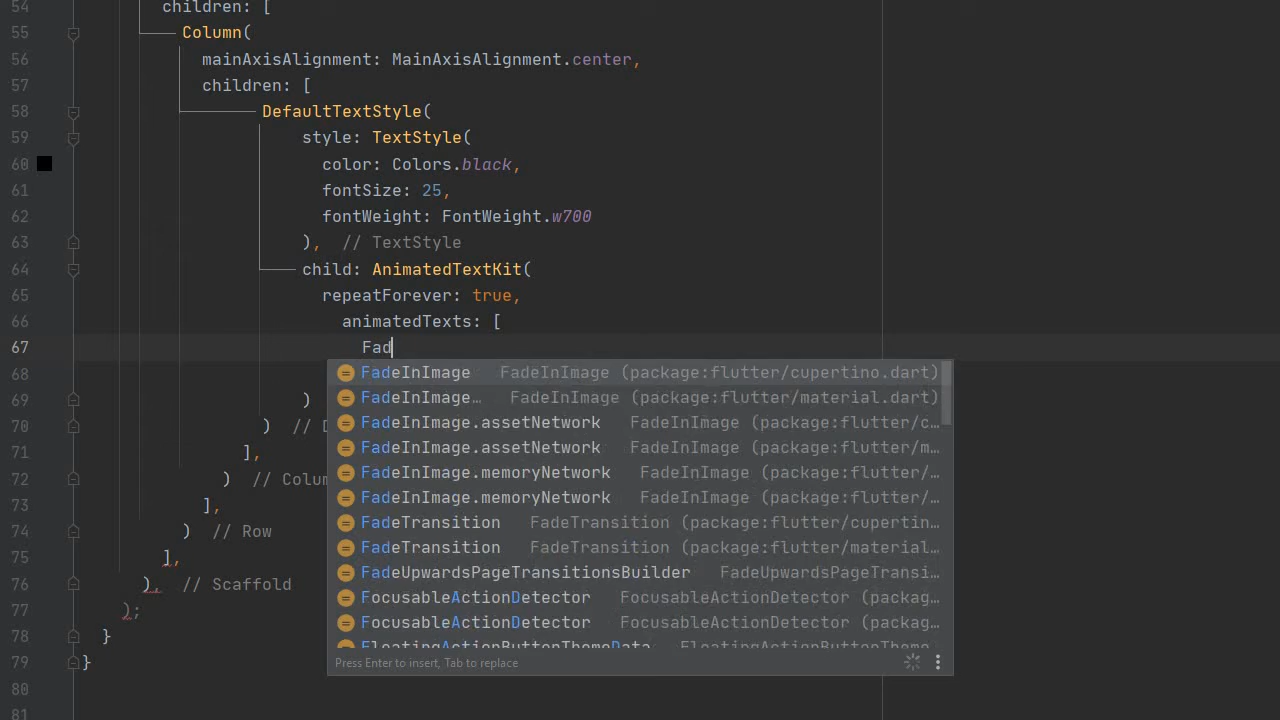 54 children: [
55 Column(
56 mainAxisAlignment: MainAxisAlignment.center,
57 children: [
58 DefaultTextStyle(
59 style: TextStyle(
60 color: Colors.black,
61 fontSize: 25,
62 fontWeight: FontWeight.w700
63 ), // TextStyle
64 child: AnimatedTextKit(
65 repeatForever: true,
66 animatedTexts: [
67 Fad
FadeInImage FadeInImage (package:flutter/cupertino.dart)
68
FadeInImage… FadeInImage (package:flutter/material.dart)
69 )
FadeInImage.assetNetwork FadeInImage (package:flutter/c…
70 ) // D
FadeInImage.assetNetwork FadeInImage (package:flutter/m…
71 ],
FadeInImage.memoryNetwork FadeInImage (package:flutter/…
72 ) // Colum
FadeInImage.memoryNetwork FadeInImage (package:flutter/…
73 ],
FadeTransition FadeTransition (package:flutter/cupertin…
74 ) // Row
FadeTransition FadeTransition (package:flutter/material…
75 ],
FadeUpwardsPageTransitionsBuilder FadeUpwardsPageTransi…
76 ), // Scaffold
FocusableActionDetector FocusableActionDetector (packag…
77 );
FocusableActionDetector FocusableActionDetector (packag…
78 }
FloatingActionButtonThemeData FloatingActionButtonTheme…
79 }
Press Enter to insert, Tab to replace
80
81